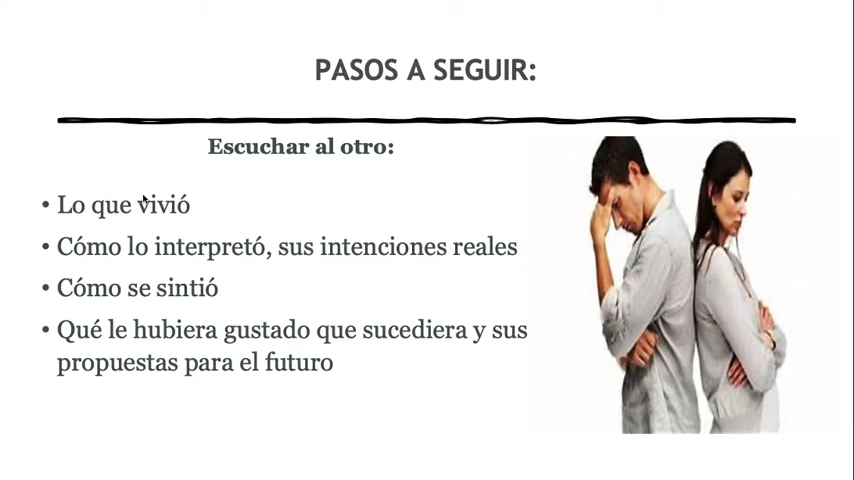 PASOS A SEGUIR:
Escuchar al otro:
• Lo que vivió
• Cómo lo interpretó, sus intenciones reales
• Cómo se sintió
• Qué le hubiera gustado que sucediera y sus
propuestas para el futuro